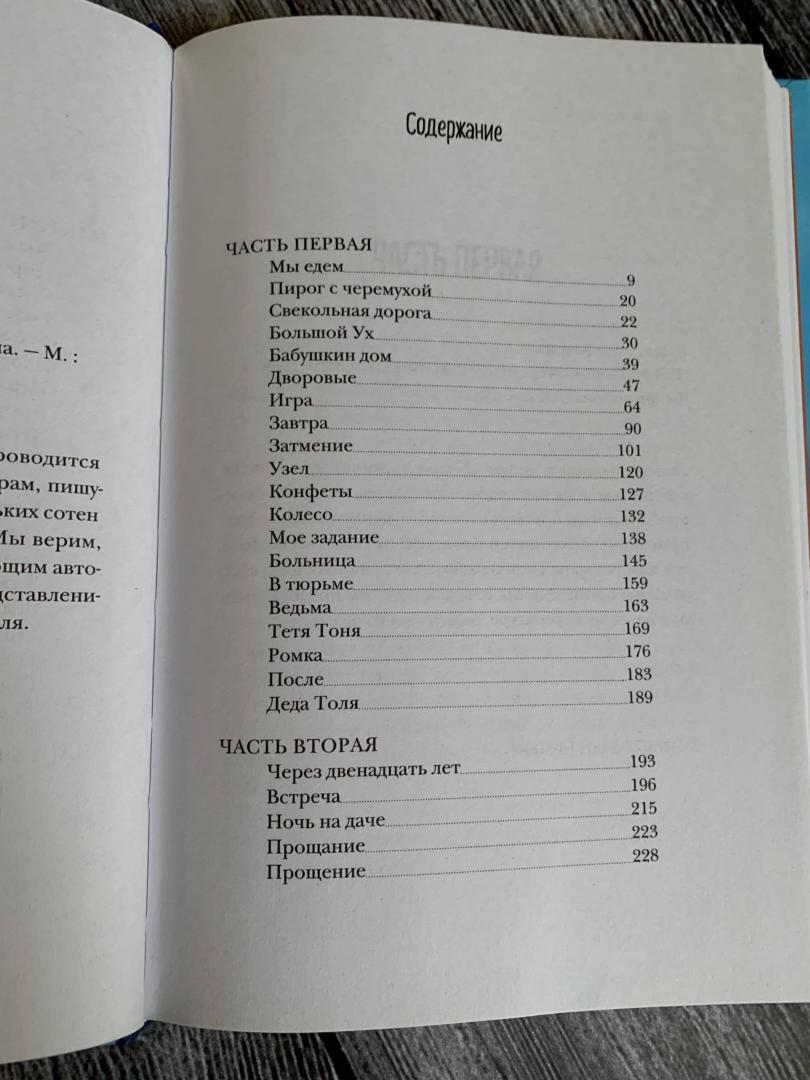 а. — М. :
роводится
рам, пишу-
ьких сотен
Мы верим,
ющим авто-
дставлени-
ля.
Содержание
ЧАСТЬ ПЕРВАЯ
Мы едем 9
Пирог с черемухой 20
Свекольная дорога 22
Большой Ух 30
Бабушкин дом 39
Дворовые 47
Игра 64
Завтра 90
Затмение 101
Узел 120
Конфеты 127
Колесо 132
Мое задание 138
Больница 145
В тюрьме 159
Ведьма 163
Тетя Тоня 169
Ромка 176
После 183
Деда Толя 189
ЧАСТЬ ВТОРАЯ
Через двенадцать лет 193
Встреча 196
Ночь на даче 215
Прощание 223
Прощение 228